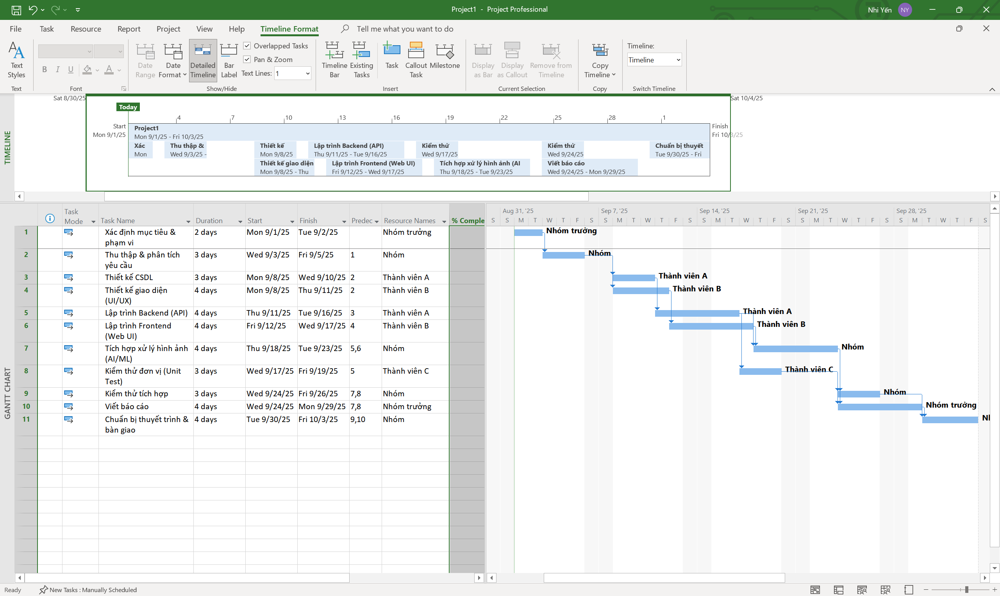 Project1 - Project Professional
Nhi Yến
NY
File Task Resource Report Project View Help Timeline Format Tell me what you want to do
Text Styles
Text
B I U
Font
Date Range
Date Format
Detailed Timeline
Bar Label
Overlapped Tasks
Pan & Zoom
Text Lines: 1
Show/Hide
Timeline Bar
Existing Tasks
Task
Callout Task
Milestone
Insert
Display as Bar
Display as Callout
Remove from Timeline
Current Selection
Copy Timeline
Copy
Timeline:
Timeline
Switch Timeline
TIMELINE
Sat 8/30/25
Sat 10/4/25
Today
4 7 10 13 16 19 22 25 28 1
Start
Mon 9/1/25
Finish
Fri 10/3/25
Project1
Mon 9/1/25 - Fri 10/3/25
Xác
Mon
Thu thập &
Wed 9/3/25 -
Thiết kế
Mon 9/8/25
Lập trình Backend (API)
Thu 9/11/25 - Tue 9/16/25
Kiểm thử
Wed 9/17/25
Kiểm thử
Wed 9/24/25
Chuẩn bị thuyết
Tue 9/30/25 - Fri
Thiết kế giao diện
Mon 9/8/25 - Thu
Lập trình Frontend (Web UI)
Fri 9/12/25 - Wed 9/17/25
Tích hợp xử lý hình ảnh (AI
Thu 9/18/25 - Tue 9/23/25
Viết báo cáo
Wed 9/24/25 - Mon 9/29/25
GANTT CHART
Task Mode
Task Name Duration Start Finish Predec Resource Names % Comple
1 Xác định mục tiêu & 2 days Mon 9/1/25 Tue 9/2/25 Nhóm trưởng
phạm vi
2 Thu thập & phân tích 3 days Wed 9/3/25 Fri 9/5/25 1 Nhóm
yêu cầu
3 Thiết kế CSDL 3 days Mon 9/8/25 Wed 9/10/25 2 Thành viên A
4 Thiết kế giao diện 4 days Mon 9/8/25 Thu 9/11/25 2 Thành viên B
(UI/UX)
5 Lập trình Backend (API) 4 days Thu 9/11/25 Tue 9/16/25 3 Thành viên A
6 Lập trình Frontend 4 days Fri 9/12/25 Wed 9/17/25 4 Thành viên B
(Web UI)
7 Tích hợp xử lý hình ảnh 4 days Thu 9/18/25 Tue 9/23/25 5,6 Nhóm
(AI/ML)
8 Kiểm thử đơn vị (Unit 3 days Wed 9/17/25 Fri 9/19/25 5 Thành viên C
Test)
9 Kiểm thử tích hợp 3 days Wed 9/24/25 Fri 9/26/25 7,8 Nhóm
10 Viết báo cáo 4 days Wed 9/24/25 Mon 9/29/25 7,8 Nhóm trưởng
11 Chuẩn bị thuyết trình & 4 days Tue 9/30/25 Fri 10/3/25 9,10 Nhóm
bàn giao
Aug 31, '25 Sep 7, '25 Sep 14, '25 Sep 21, '25 Sep 28, '25
S S M T W T F S S M T W T F S S M T W T F S S M T W T F S S M T W T F S
Nhóm trưởng
Nhóm
Thành viên A
Thành viên B
Thành viên A
Thành viên B
Nhóm
Thành viên C
Nhóm
Nhóm trưởng
Ready
New Tasks : Manually Scheduled